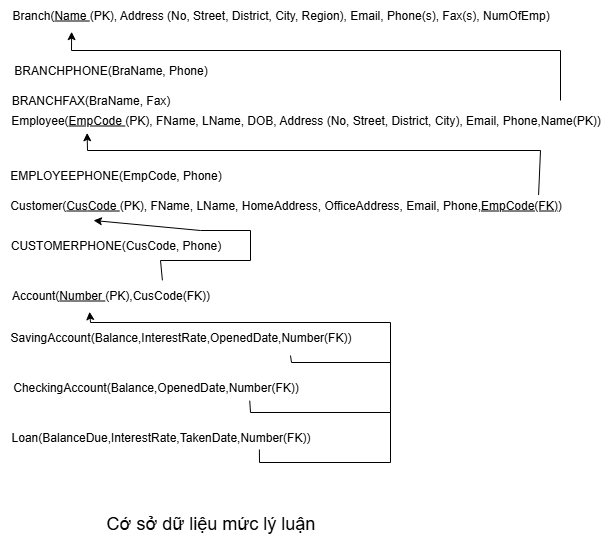 Branch(Name (PK), Address (No, Street, District, City, Region), Email, Phone(s), Fax(s), NumOfEmp)
BRANCHPHONE(BraName, Phone)
BRANCHFAX(BraName, Fax)
Employee(EmpCode (PK), FName, LName, DOB, Address (No, Street, District, City), Email, Phone,Name(PK))
EMPLOYEEPHONE(EmpCode, Phone)
Customer(CusCode (PK), FName, LName, HomeAddress, OfficeAddress, Email, Phone,EmpCode(FK))
CUSTOMERPHONE(CusCode, Phone)
Account(Number (PK),CusCode(FK))
SavingAccount(Balance,InterestRate,OpenedDate,Number(FK))
CheckingAccount(Balance,OpenedDate,Number(FK))
Loan(BalanceDue,InterestRate,TakenDate,Number(FK))
Cớ sở dữ liệu mức lý luận